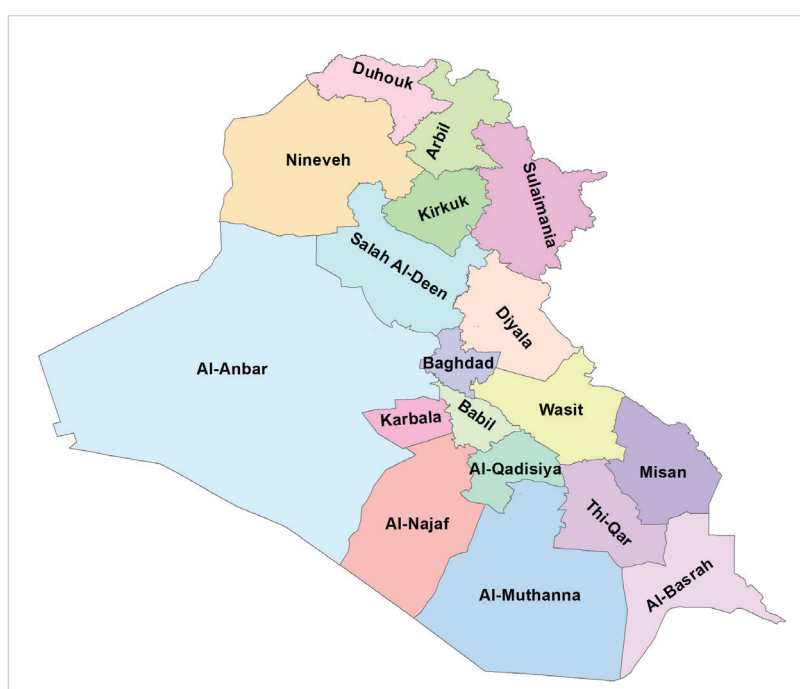 Duhouk
Arbil
Nineveh
Sulaimania
Kirkuk
Salah Al-Deen
Diyala
Baghdad
Al-Anbar
Wasit
Babil
Karbala
Al-Qadisiya
Misan
Al-Najaf
Thi-Qar
Al-Basrah
Al-Muthanna